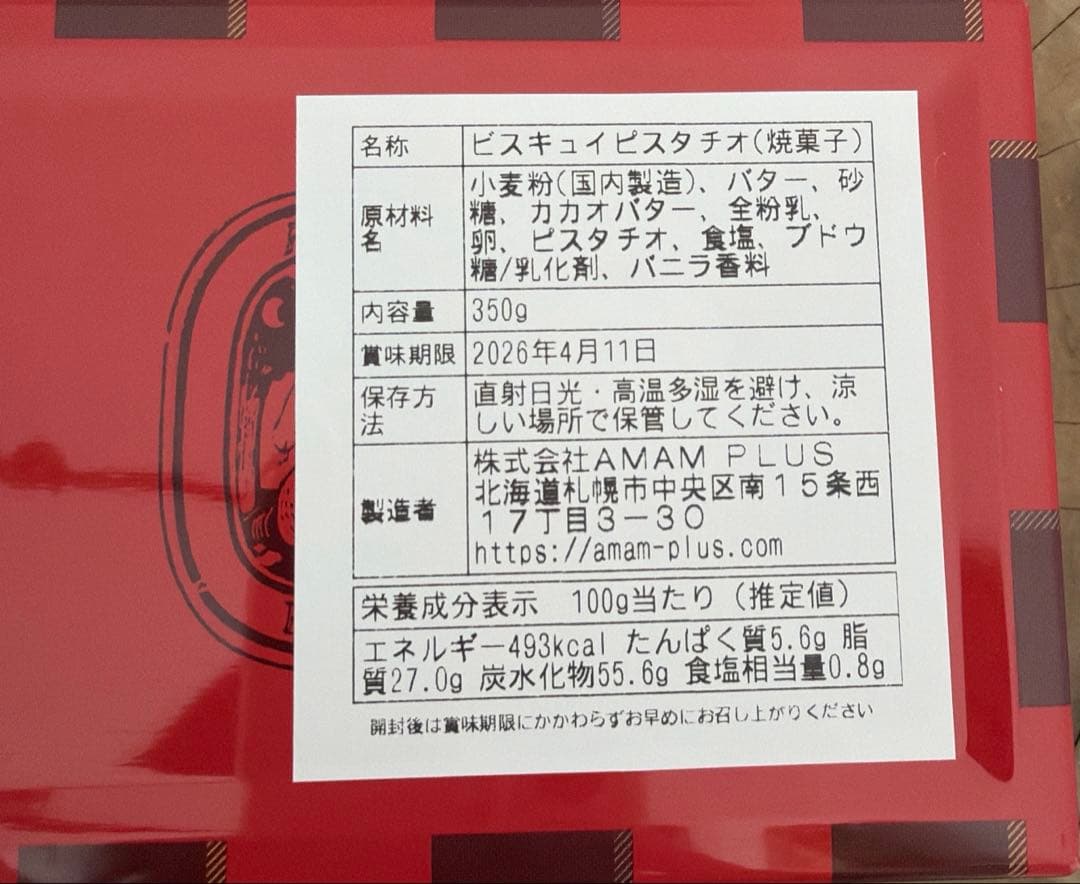 名称 ビスキュイピスタチオ(焼菓子)
原材料名 小麦粉(国内製造)、バター、砂
糖、カカオバター、全粉乳、
卵、ピスタチオ、食塩、ブドウ
糖/乳化剤、バニラ香料
内容量 350g
賞味期限 2026年4月11日
保存方法 直射日光・高温多湿を避け、涼
しい場所で保管してください。
製造者 株式会社AMAM PLUS
北海道札幌市中央区南15条西
17丁目3-30
https://amam-plus.com
栄養成分表示 100g当たり(推定値)
エネルギー493kcal たんぱく質5.6g 脂
質27.0g 炭水化物55.6g 食塩相当量0.8g
開封後は賞味期限にかかわらずお早めにお召し上がりください